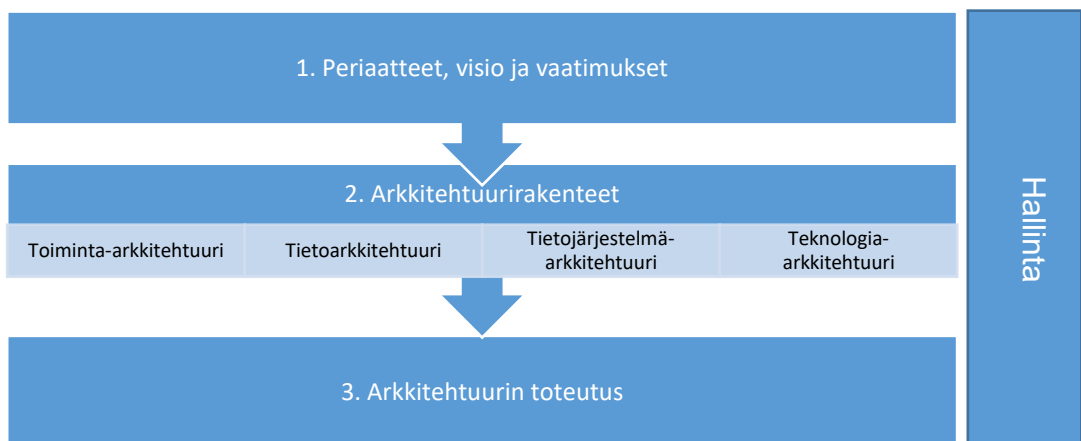 1. Periaatteet, visio ja vaatimukset
2. Arkkitehtuurirakenteet
Toiminta-arkkitehtuuri
Tietoarkkitehtuuri
Tietojärjestelmä-
arkkitehtuuri
Teknologia-
arkkitehtuuri
3. Arkkitehtuurin toteutus
Hallinta